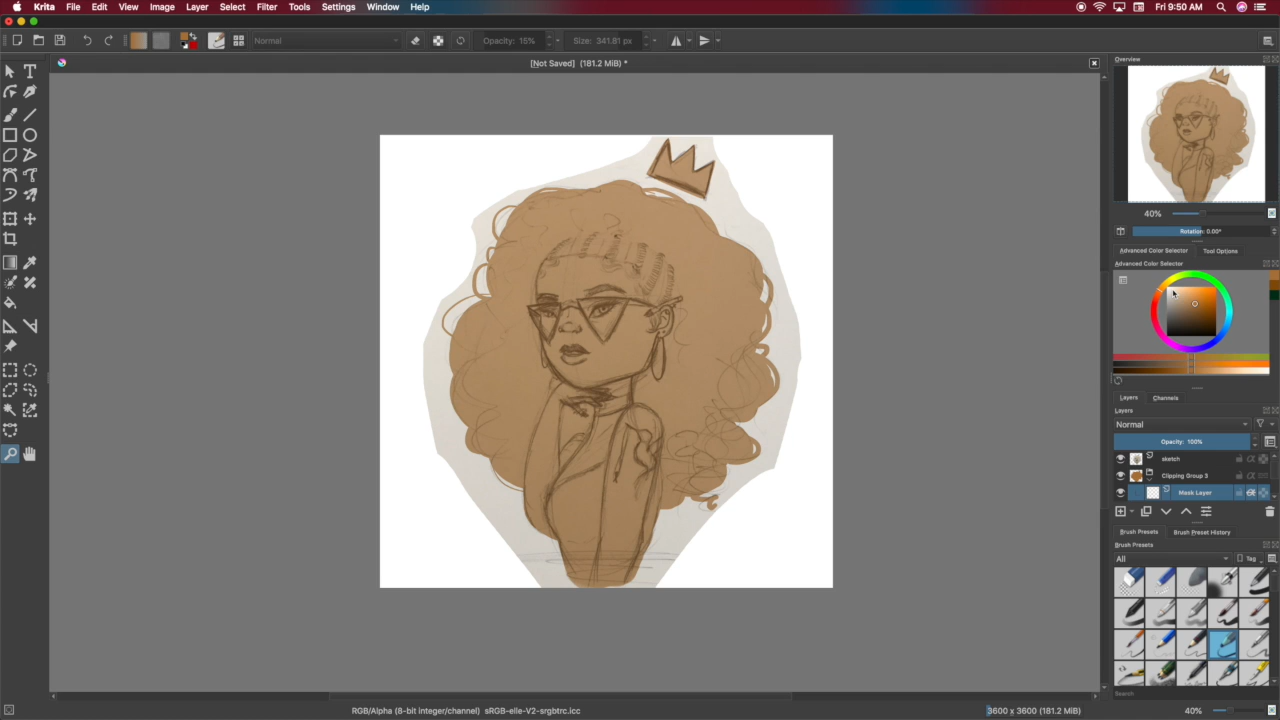 Krita File Edit View Image Layer Select Filter Tools Settings Window Help Fri 9:50 AM
Normal Opacity: 15% Size: 341.81 px
[Not Saved] (181.2 MiB) *
Overview
40%
Rotation: 0.00°
Advanced Color Selector Tool Options
Advanced Color Selector
Layers Channels
Layers
Normal
Opacity: 100%
sketch
Clipping Group 3
Mask Layer
Brush Presets Brush Preset History
Brush Presets
All Tag
Search
RGB/Alpha (8-bit integer/channel) sRGB-elle-V2-srgbtrc.icc 3600 x 3600 (181.2 MiB) 40%